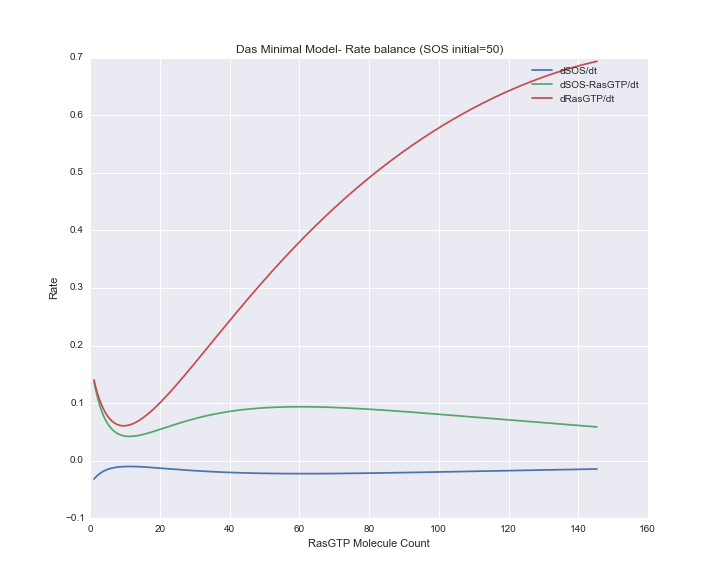 Das Minimal Model- Rate balance (SOS initial=50)
0.7
0.6
0.5
0.4
0.3
0.2
0.1
0.0
−0.1
Rate
dSOS/dt
dSOS-RasGTP/dt
dRasGTP/dt
0 20 40 60 80 100 120 140 160
RasGTP Molecule Count